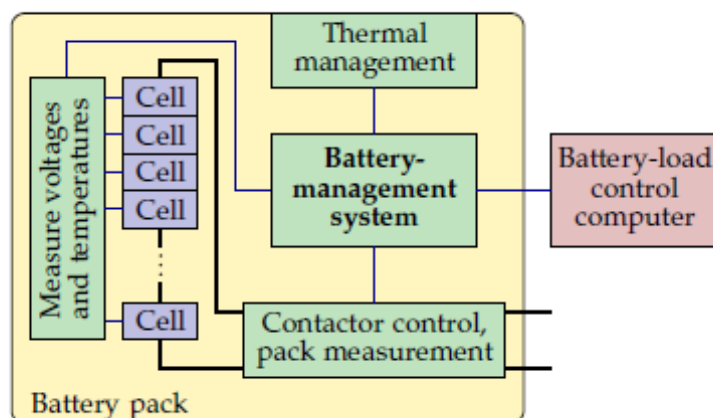 Thermal
management
Measure voltages
and temperatures
Cell
Cell
Cell
Cell
Cell
Battery-
management
system
Battery-load
control
computer
Contactor control,
pack measurement
Battery pack